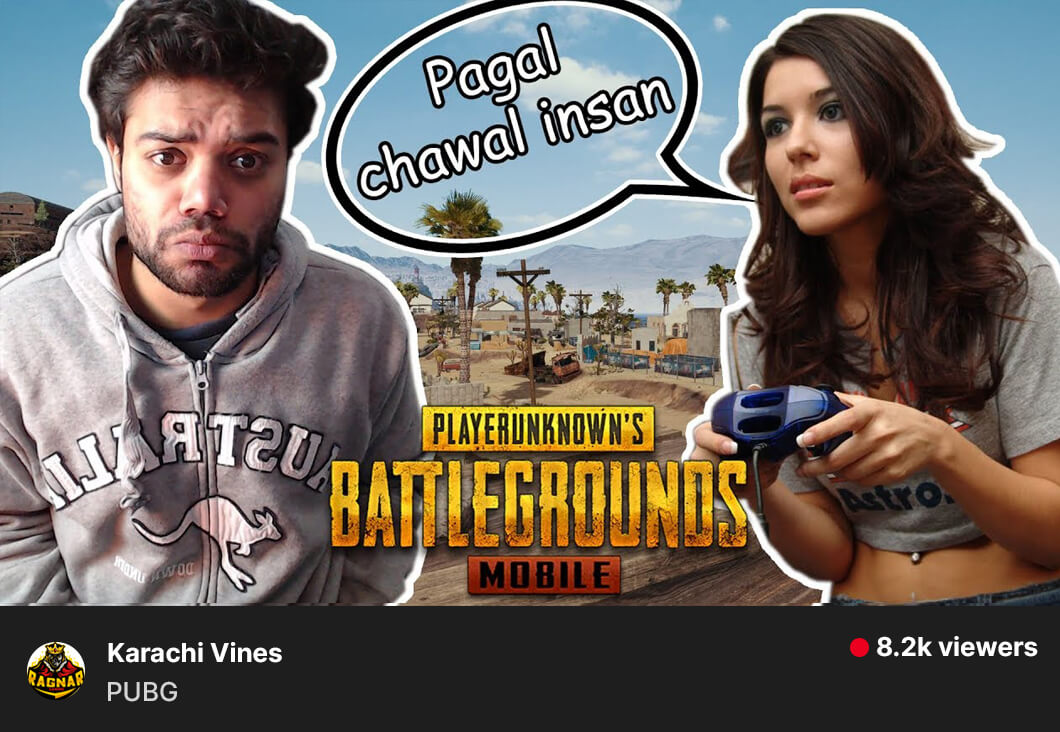 Pagal
chawal insan
AUSTRALIA
DOWN UNDER
Astro
PLAYERUNKNOWN'S
BATTLEGROUNDS
MOBILE
RAGNAR
Karachi Vines
8.2k viewers
PUBG